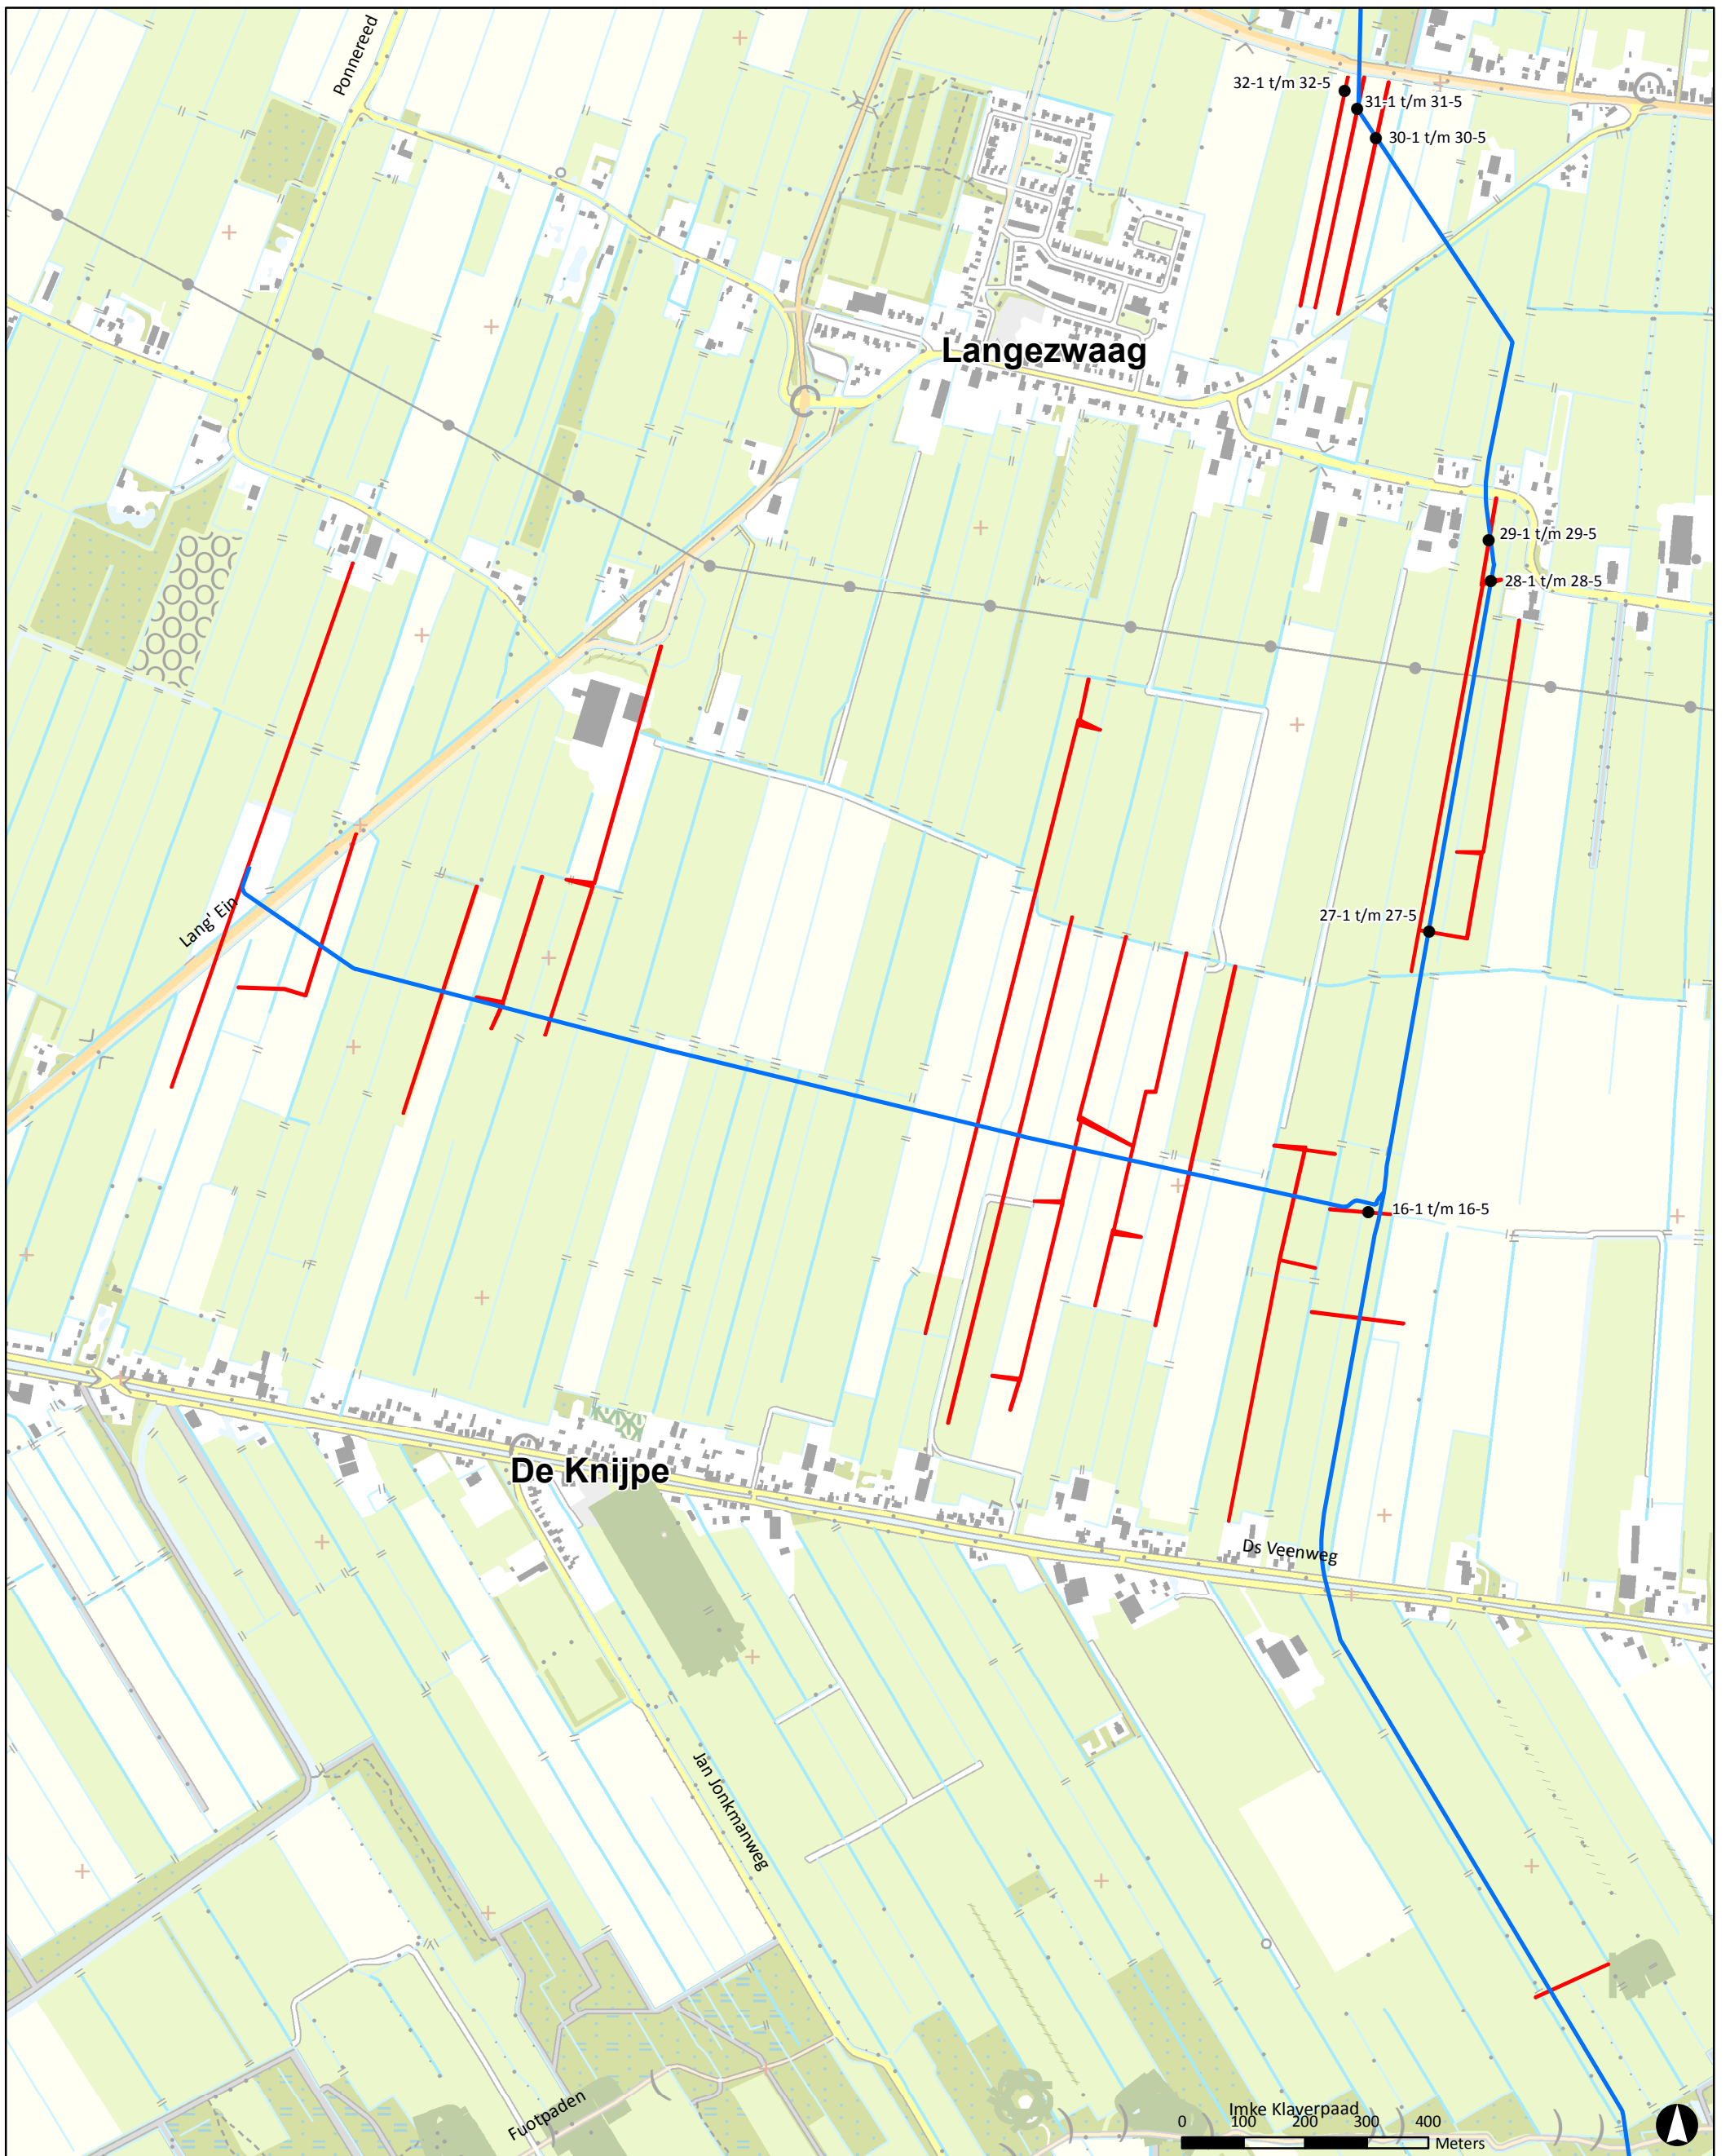 Ponnereed
32-1 t/m 32-5
31-1 t/m 31-5
30-1 t/m 30-5
Langezwaag
29-1 t/m 29-5
28-1 t/m 28-5
27-1 t/m 27-5
Lang' Ein
16-1 t/m 16-5
De Knijpe
Ds Veenweg
Jan Jonkmanweg
Fuotpaden
Imke Klaverpaad
0 100 200 300 400
Meters